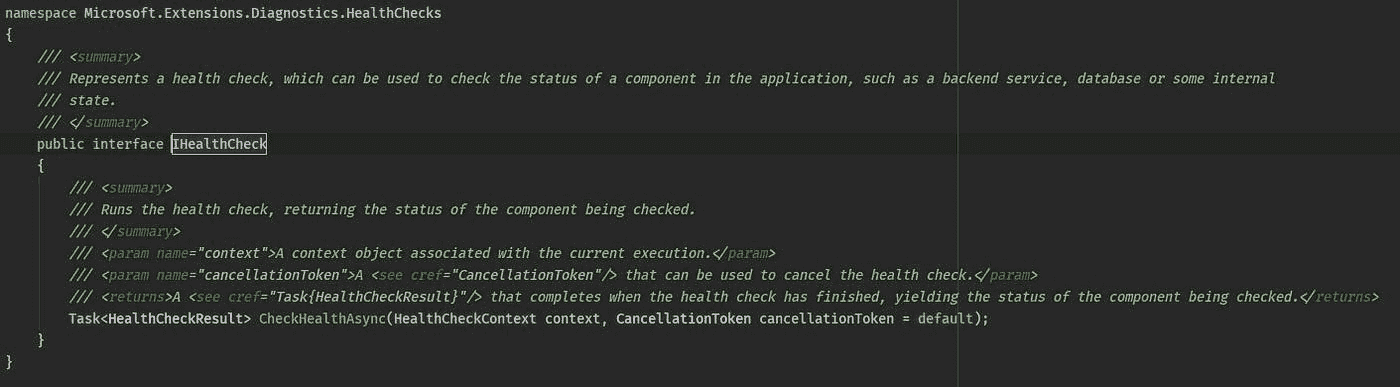 namespace Microsoft.Extensions.Diagnostics.HealthChecks
{
/// <summary>
/// Represents a health check, which can be used to check the status of a component in the application, such as a backend service, database or some internal
/// state.
/// </summary>
public interface IHealthCheck
{
/// <summary>
/// Runs the health check, returning the status of the component being checked.
/// </summary>
/// <param name="context">A context object associated with the current execution.</param>
/// <param name="cancellationToken">A <see cref="CancellationToken"/> that can be used to cancel the health check.</param>
/// <returns>A <see cref="Task{HealthCheckResult}"/> that completes when the health check has finished, yielding the status of the component being checked.</returns>
Task<HealthCheckResult> CheckHealthAsync(HealthCheckContext context, CancellationToken cancellationToken = default);
}
}